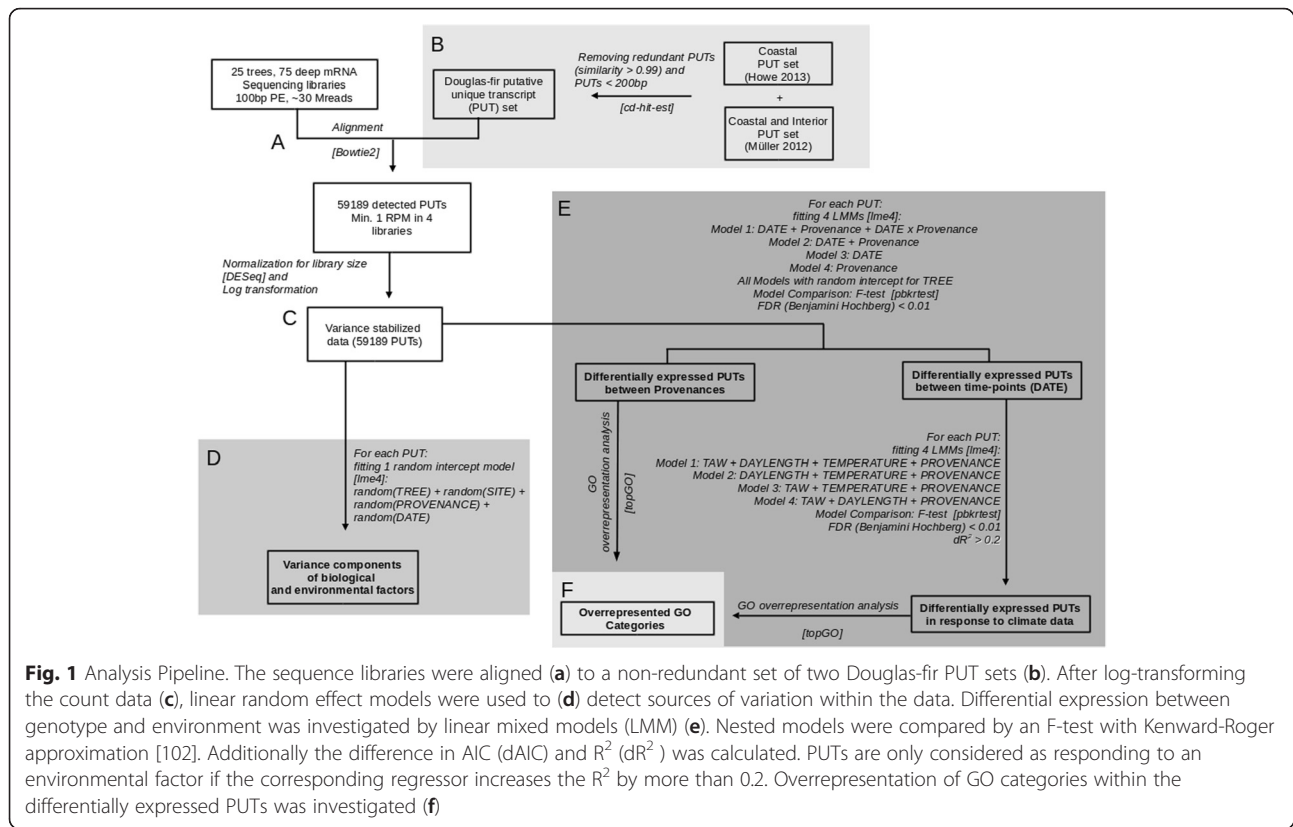 B
25 trees, 75 deep mRNA
Sequencing libraries
100bp PE, ~30 Mreads
Douglas-fir putative
unique transcript
(PUT) set
Removing redundant PUTs
(similarity > 0.99) and
PUTs < 200bp
[cd-hit-est]
Coastal
PUT set
(Howe 2013)
+
Coastal and Interior
PUT set
(Müller 2012)
A
Alignment
[Bowtie2]
59189 detected PUTs
Min. 1 RPM in 4
libraries
Normalization for library size
[DESeq] and
Log transformation
C
Variance stabilized
data (59189 PUTs)
E
For each PUT:
fitting 4 LMMs [lme4]:
Model 1: DATE + Provenance + DATE x Provenance
Model 2: DATE + Provenance
Model 3: DATE
Model 4: Provenance
All Models with random intercept for TREE
Model Comparison: F-test [pbkrtest]
FDR (Benjamini Hochberg) < 0.01
Differentially expressed PUTs
between Provenances
Differentially expressed PUTs
between time-points (DATE)
D
For each PUT:
fitting 1 random intercept model
[lme4]:
random(TREE) + random(SITE) +
random(PROVENANCE) +
random(DATE)
Variance components
of biological
and environmental factors
GO
overrepresentation analysis
[topGO]
For each PUT:
fitting 4 LMMs [lme4]:
Model 1: TAW + DAYLENGTH + TEMPERATURE + PROVENANCE
Model 2: DAYLENGTH + TEMPERATURE + PROVENANCE
Model 3: TAW + TEMPERATURE + PROVENANCE
Model 4: TAW + DAYLENGTH + PROVENANCE
Model Comparison: F-test [pbkrtest]
FDR (Benjamini Hochberg) < 0.01
dR² > 0.2
F
Overrepresented GO
Categories
GO overrepresentation analysis
[topGO]
Differentially expressed PUTs
in response to climate data
Fig. 1 Analysis Pipeline. The sequence libraries were aligned (a) to a non-redundant set of two Douglas-fir PUT sets (b). After log-transforming
the count data (c), linear random effect models were used to (d) detect sources of variation within the data. Differential expression between
genotype and environment was investigated by linear mixed models (LMM) (e). Nested models were compared by an F-test with Kenward-Roger
approximation [102]. Additionally the difference in AIC (dAIC) and R² (dR² ) was calculated. PUTs are only considered as responding to an
environmental factor if the corresponding regressor increases the R² by more than 0.2. Overrepresentation of GO categories within the
differentially expressed PUTs was investigated (f)